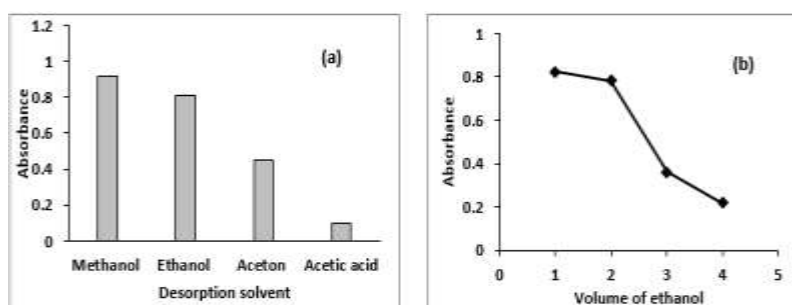 1.2
1
0.8
0.6
0.4
0.2
0
Absorbance
(a)
Methanol Ethanol Aceton Acetic acid
Desorption solvent
1
0.8
0.6
0.4
0.2
0
Absorbance
(b)
0 1 2 3 4 5
Volume of ethanol